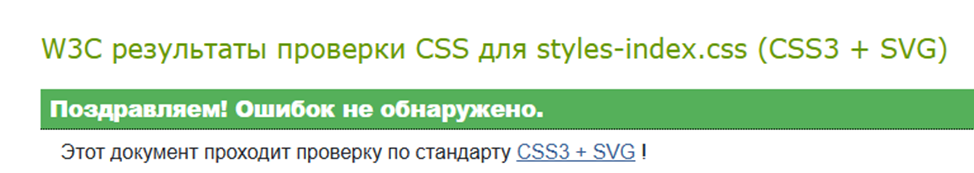 W3C результаты проверки CSS для styles-index.css (CSS3 + SVG)
Поздравляем! Ошибок не обнаружено.
Этот документ проходит проверку по стандарту CSS3 + SVG !